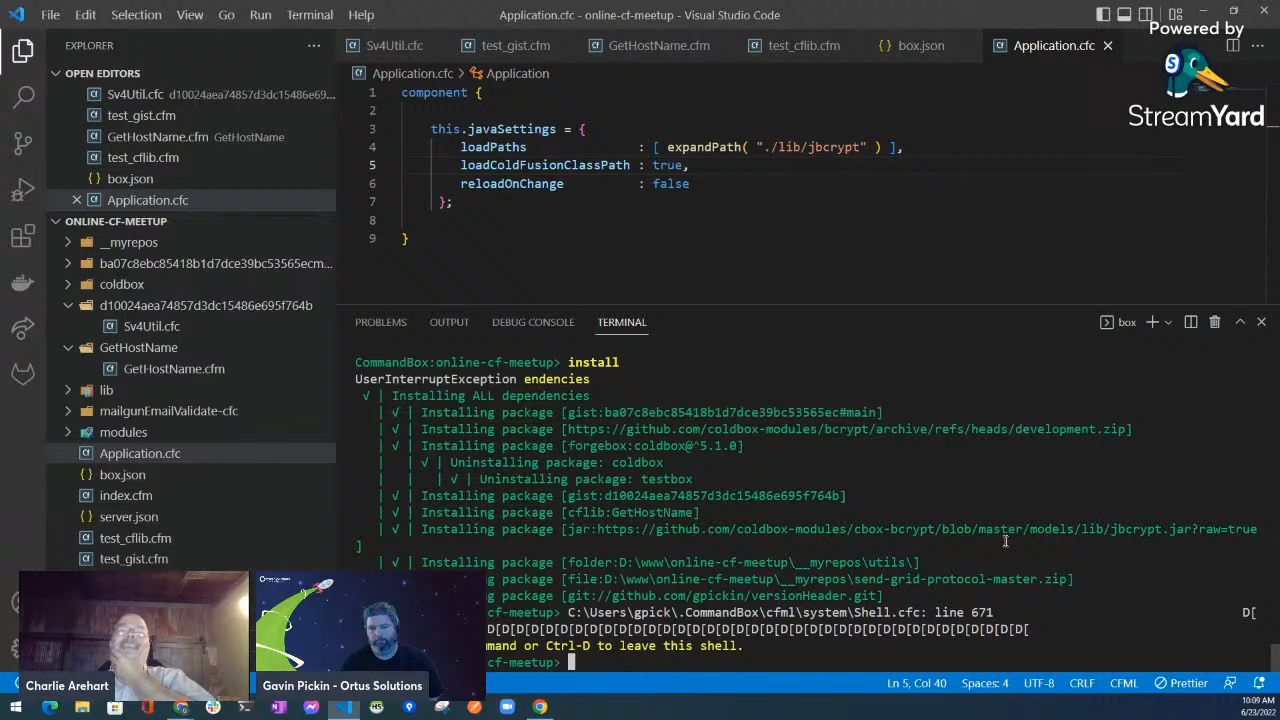 File Edit Selection View Go Run Terminal Help
Application.cfc - online-cf-meetup - Visual Studio Code
Powered by
StreamYard
EXPLORER
OPEN EDITORS
Sv4Util.cfc d10024aea74857d3dc15486e69...
test_gist.cfm
GetHostName.cfm GetHostName
test_cflib.cfm
box.json
Application.cfc
ONLINE-CF-MEETUP
__myrepos
ba07c8ebc85418b1d7dce39bc53565ecm...
coldbox
d10024aea74857d3dc15486e695f764b
Sv4Util.cfc
GetHostName
GetHostName.cfm
lib
mailgunEmailValidate-cfc
modules
Application.cfc
box.json
index.cfm
server.json
test_cflib.cfm
test_gist.cfm
Sv4Util.cfc test_gist.cfm GetHostName.cfm test_cflib.cfm box.json Application.cfc
Application.cfc Application
1 component {
2
3 this.javaSettings = {
4 loadPaths : [ expandPath( "./lib/jbcrypt" ) ],
5 loadColdFusionClassPath : true,
6 reloadOnChange : false
7 };
8
9 }
PROBLEMS OUTPUT DEBUG CONSOLE TERMINAL
box
CommandBox:online-cf-meetup> install
UserInterruptException endencies
√ | Installing ALL dependencies
| √ | Installing package [gist:ba07c8ebc85418b1d7dce39bc53565ec#main]
| √ | Installing package [https://github.com/coldbox-modules/bcrypt/archive/refs/heads/development.zip]
| √ | Installing package [forgebox:coldbox@^5.1.0]
| | √ | Uninstalling package: coldbox
| | | √ | Uninstalling package: testbox
| √ | Installing package [gist:d10024aea74857d3dc15486e695f764b]
| √ | Installing package [cflib:GetHostName]
| √ | Installing package [jar:https://github.com/coldbox-modules/cbox-bcrypt/blob/master/models/lib/jbcrypt.jar?raw=true
]
| √ | Installing package [folder:D:\www\online-cf-meetup\__myrepos\utils\]
| √ | Installing package [file:D:\www\online-cf-meetup\__myrepos\send-grid-protocol-master.zip]
| √ | Installing package [git://github.com/gpickin/versionHeader.git]
cf-meetup> C:\Users\gpick\.CommandBox\cfml\system\Shell.cfc: line 671 D[
[D[D[D[D[D[D[D[D[D[D[D[D[D[D[D[D[D[D[D[D[D[D[D[D[D[D[D[D[D[D[D[D[
mmand or Ctrl-D to leave this shell.
cf-meetup>
Charlie Arehart
Gavin Pickin - Ortus Solutions
Ln 5, Col 40 Spaces: 4 UTF-8 CRLF CFML Prettier
10:09 AM
6/23/2022